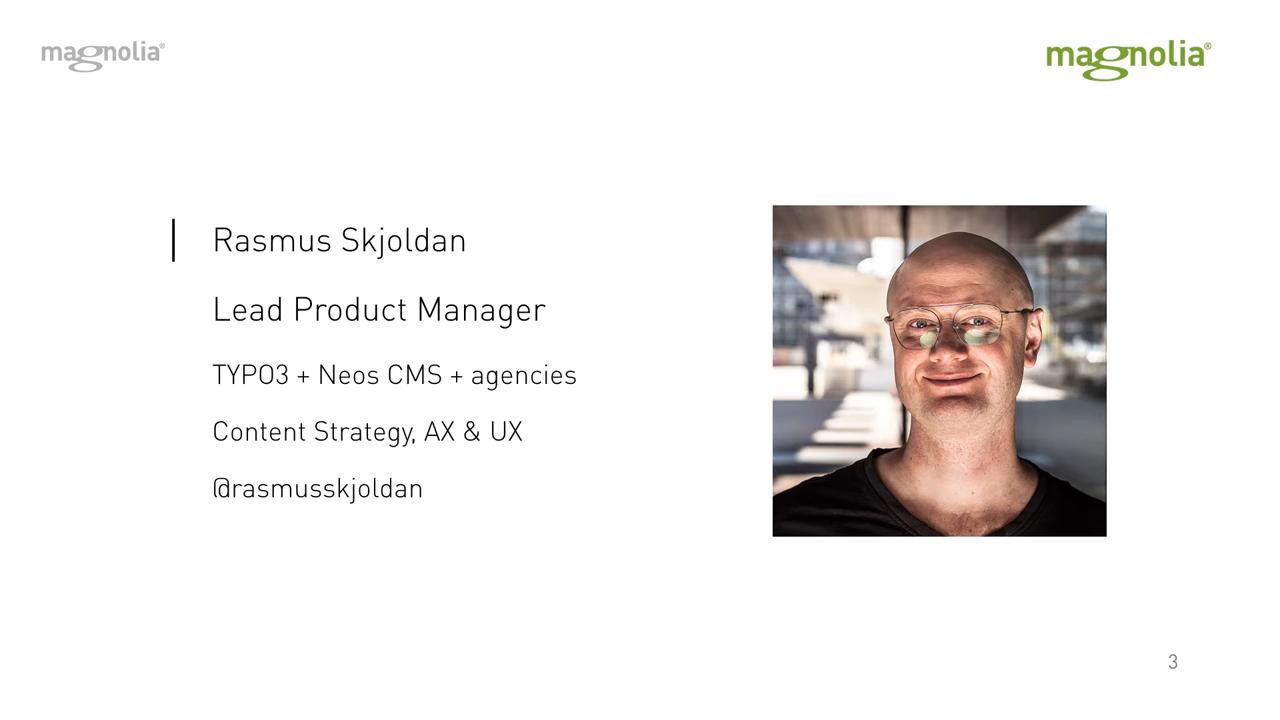 magnolia®
magnolia®
Rasmus Skjoldan
Lead Product Manager
TYPO3 + Neos CMS + agencies
Content Strategy, AX & UX
@rasmusskjoldan
3